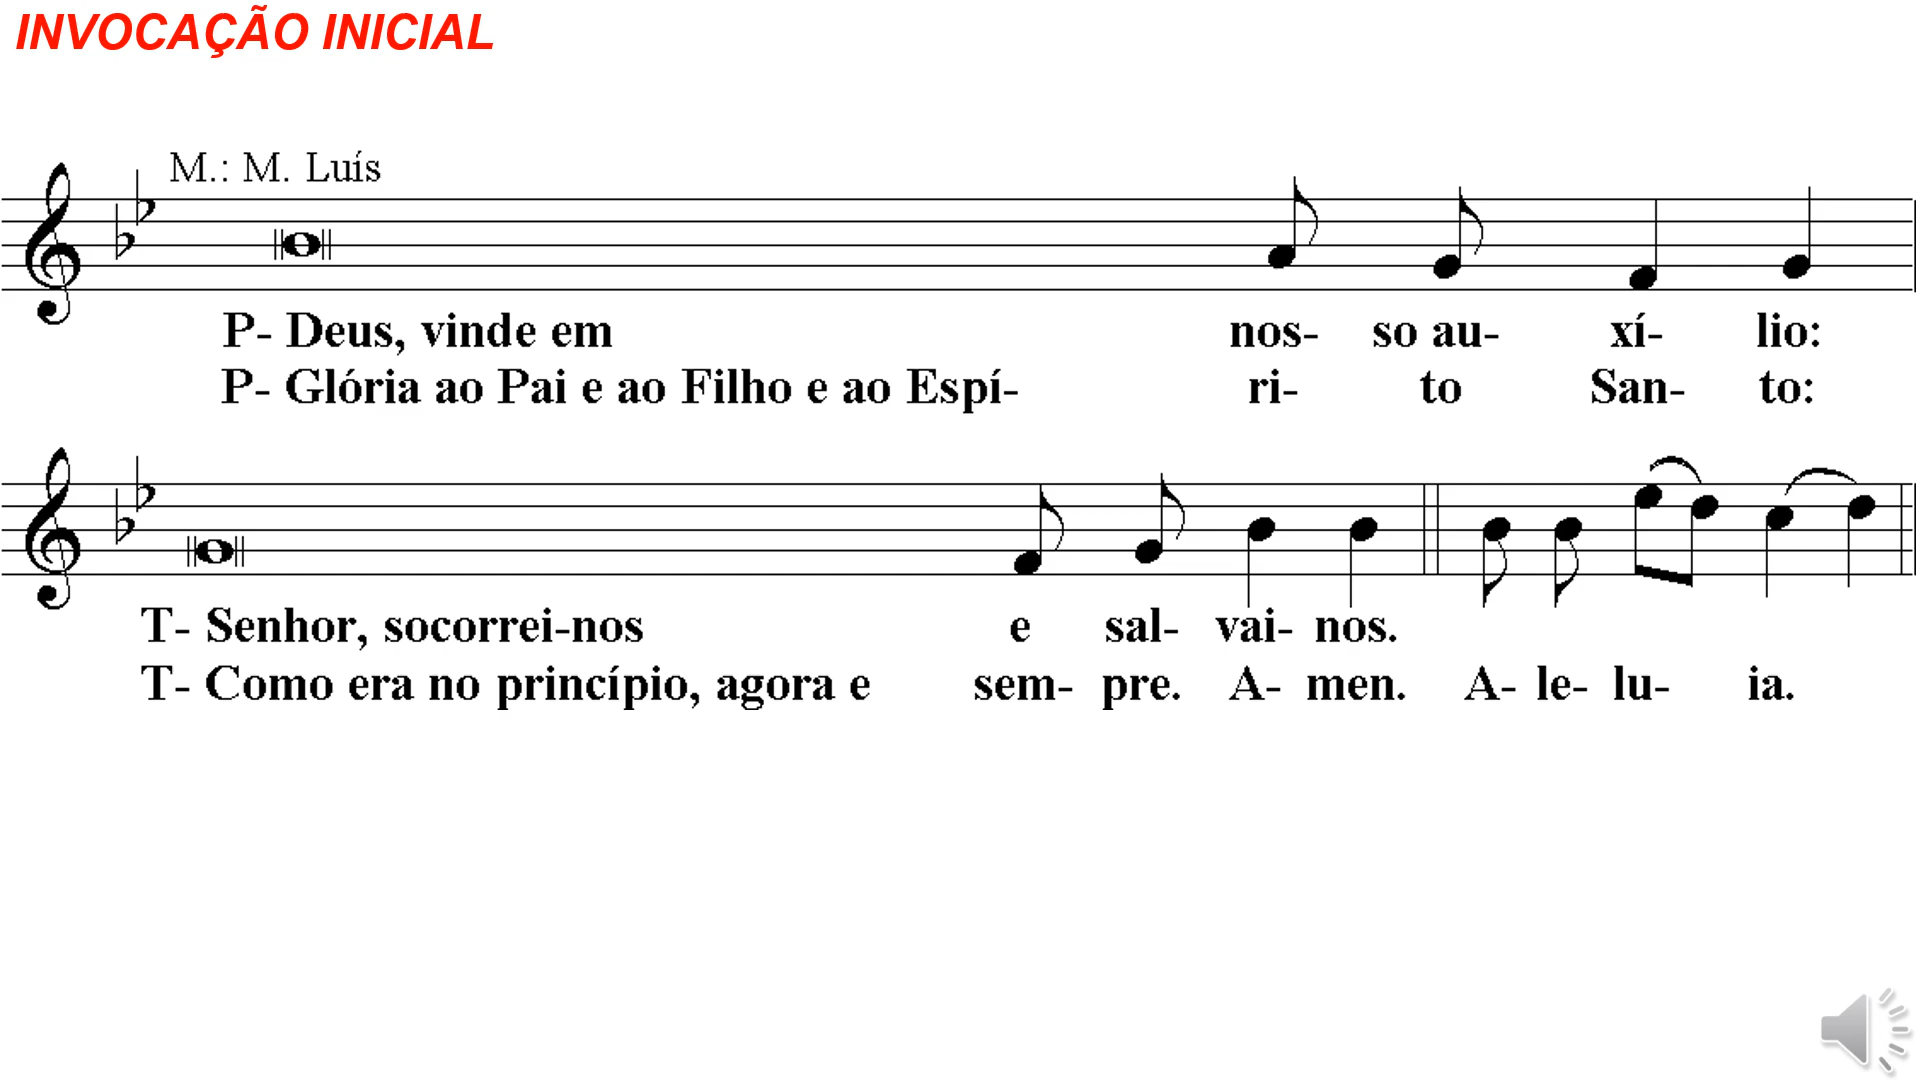 INVOCAÇÃO INICIAL
M.: M. Luís
P- Deus, vinde em nos- so au- xí- lio:
P- Glória ao Pai e ao Filho e ao Espí- ri- to San- to:
T- Senhor, socorrei-nos e sal- vai- nos.
T- Como era no princípio, agora e sem- pre. A- men. A- le- lu- ia.